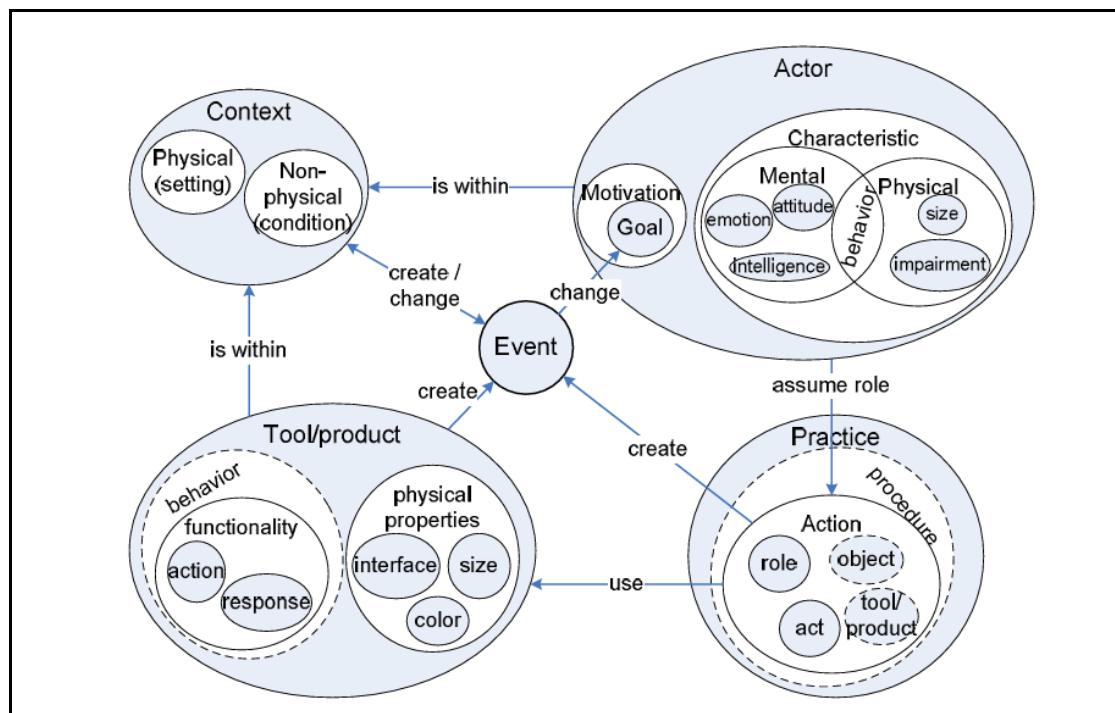 Actor
Context
Characteristic
Physical
(setting)
Non-
physical
(condition)
is within
Motivation
Goal
Mental
emotion
attitude
intelligence
behavior
Physical
size
impairment
create /
change
change
Event
is within
create
assume role
Tool/product
behavior
functionality
action
response
physical
properties
interface
size
color
create
use
Practice
procedure
Action
role
object
act
tool/
product